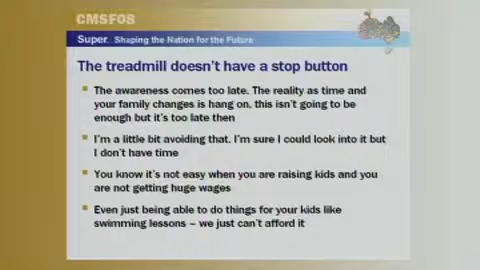 CMSF08
Super. Shaping the Nation for the Future
The treadmill doesn't have a stop button
The awareness comes too late. The reality as time and
your family changes is hang on, this isn't going to be
enough but it's too late then
I'm a little bit avoiding that. I'm sure I could look into it but
I don't have time
You know it's not easy when you are raising kids and you
are not getting huge wages
Even just being able to do things for your kids like
swimming lessons – we just can't afford it